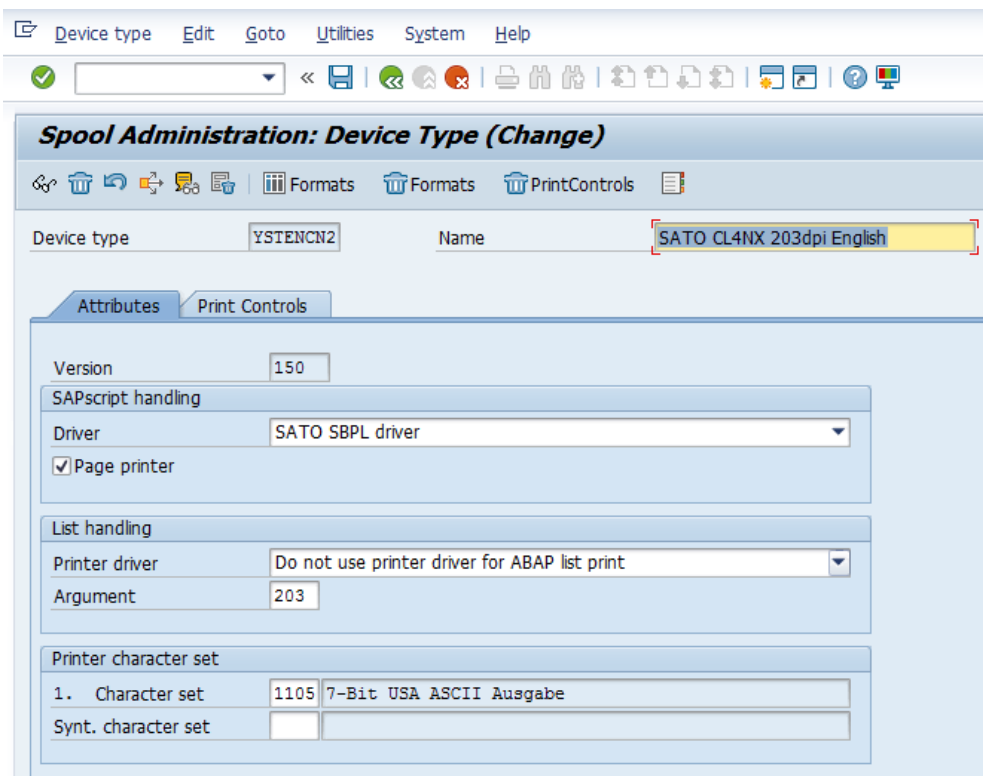 Device type Edit Goto Utilities System Help
Spool Administration: Device Type (Change)
Formats Formats PrintControls
Device type YSTENCN2 Name SATO CL4NX 203dpi English
Attributes Print Controls
Version 150
SAPscript handling
Driver SATO SBPL driver
Page printer
List handling
Printer driver Do not use printer driver for ABAP list print
Argument 203
Printer character set
1. Character set 1105 7-Bit USA ASCII Ausgabe
Synt. character set